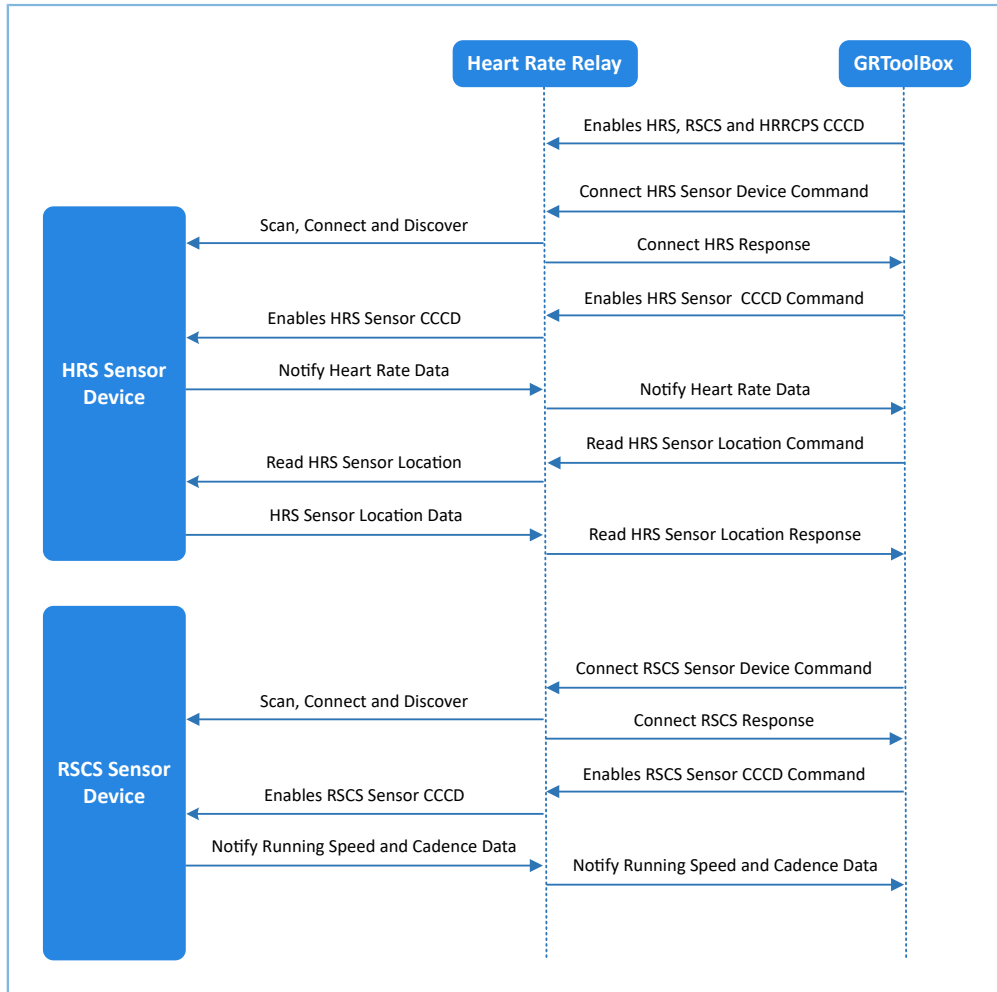 Heart Rate Relay
GRToolBox
Enables HRS, RSCS and HRRCPS CCCD
Connect HRS Sensor Device Command
Scan, Connect and Discover
Connect HRS Response
Enables HRS Sensor CCCD Command
Enables HRS Sensor CCCD
HRS Sensor
Device
Notify Heart Rate Data
Notify Heart Rate Data
Read HRS Sensor Location Command
Read HRS Sensor Location
HRS Sensor Location Data
Read HRS Sensor Location Response
Connect RSCS Sensor Device Command
Scan, Connect and Discover
Connect RSCS Response
RSCS Sensor
Device
Enables RSCS Sensor CCCD Command
Enables RSCS Sensor CCCD
Notify Running Speed and Cadence Data
Notify Running Speed and Cadence Data